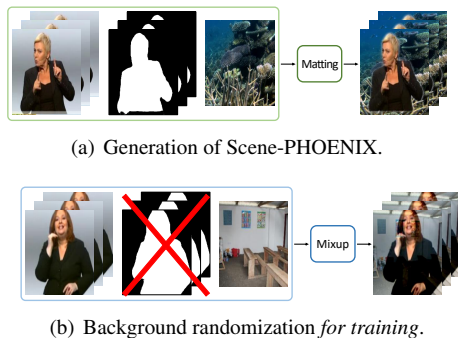 Matting
(a) Generation of Scene-PHOENIX.
Mixup
(b) Background randomization for training.